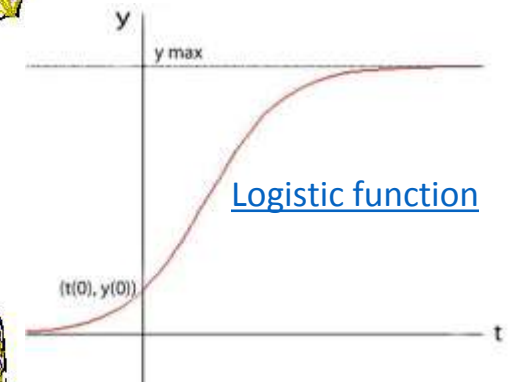 y
y max
Logistic function
(t(0), y(0))
t